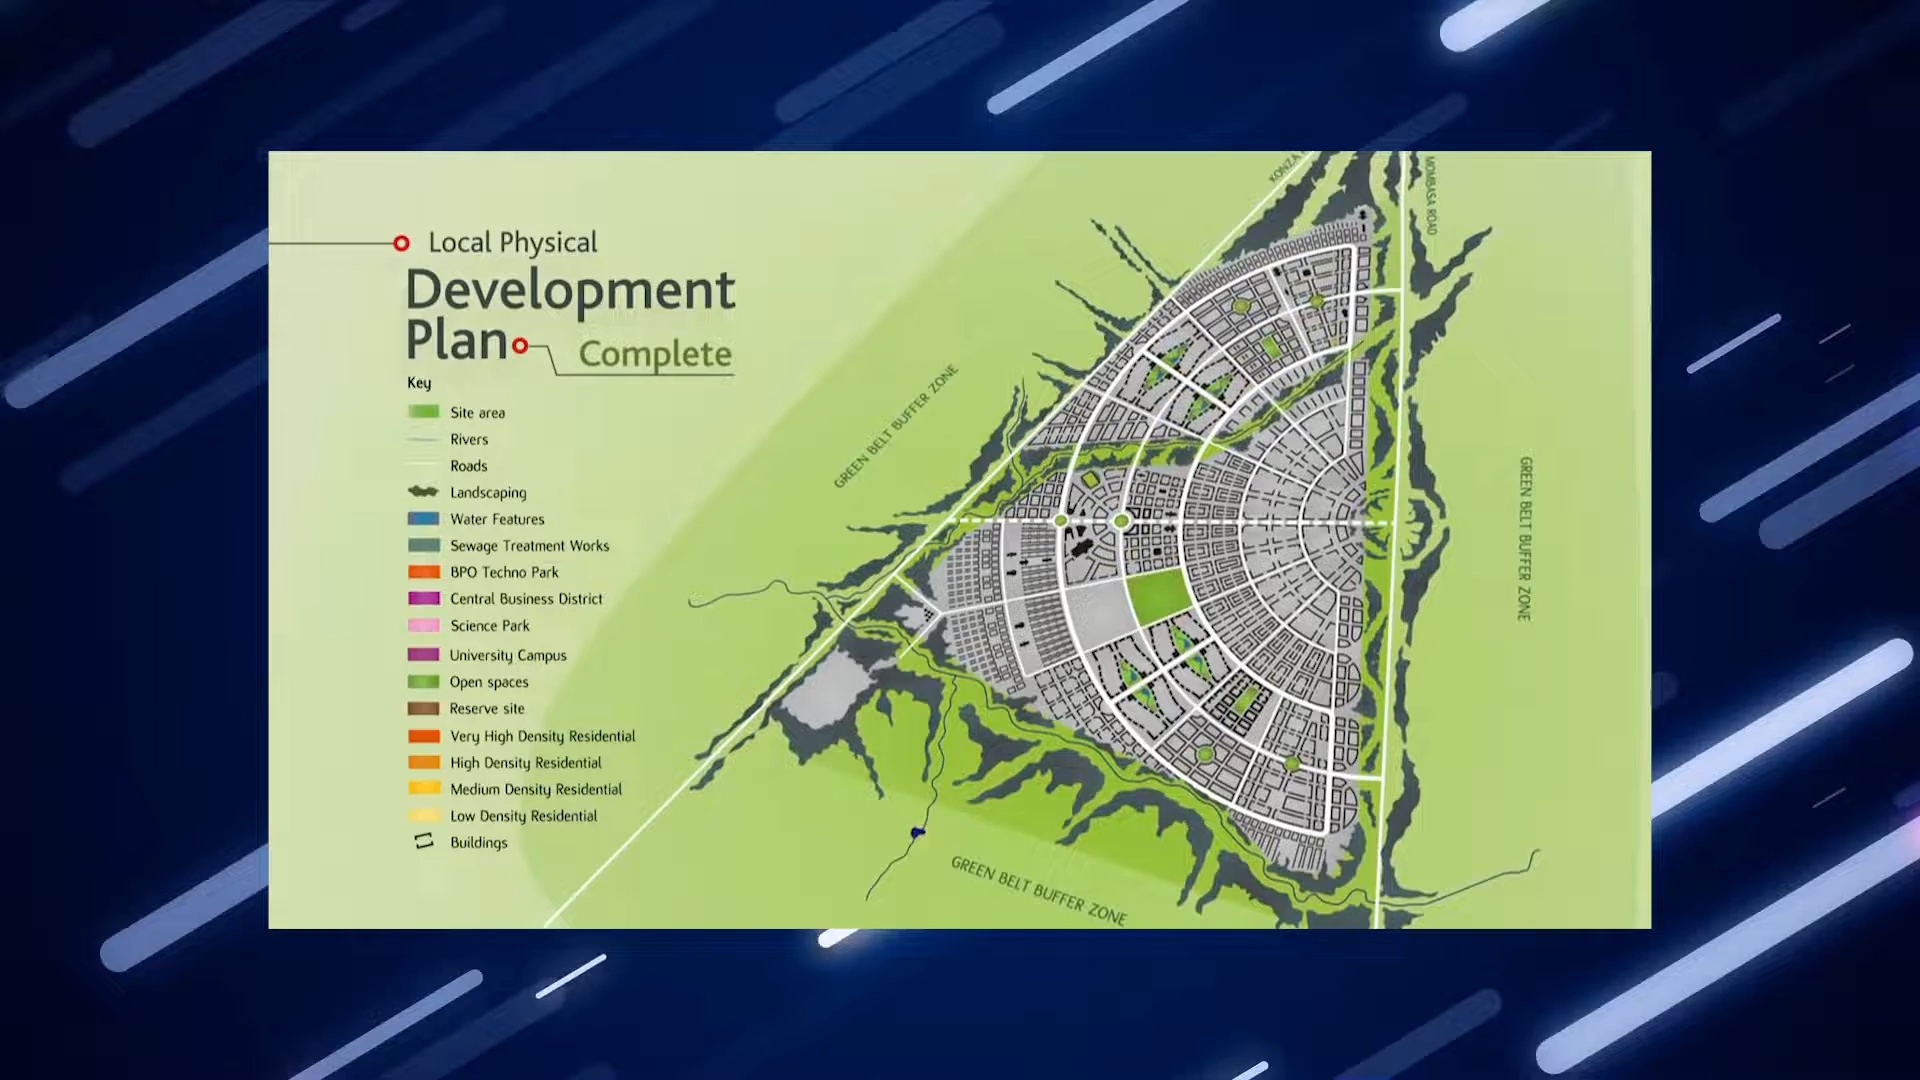 Local Physical
Development
Plan
Complete
Key
Site area
Rivers
Roads
Landscaping
Water Features
Sewage Treatment Works
BPO Techno Park
Central Business District
Science Park
University Campus
Open spaces
Reserve site
Very High Density Residential
High Density Residential
Medium Density Residential
Low Density Residential
Buildings
KONZA
MOMBASA ROAD
GREEN BELT BUFFER ZONE
GREEN BELT BUFFER ZONE
GREEN BELT BUFFER ZONE